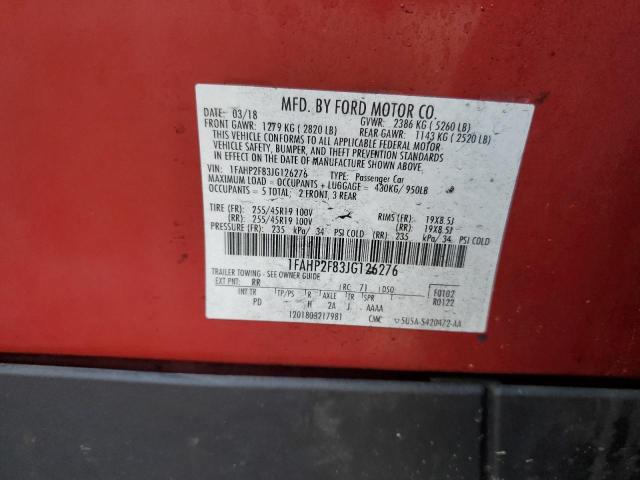 MFD. BY FORD MOTOR CO.
DATE: 03/18 GVWR: 2386 KG ( 5260 LB)
FRONT GAWR: 1279 KG ( 2820 LB) REAR GAWR: 1143 KG ( 2520 LB)
THIS VEHICLE CONFORMS TO ALL APPLICABLE FEDERAL MOTOR
VEHICLE SAFETY, BUMPER, AND THEFT PREVENTION STANDARDS
IN EFFECT ON THE DATE OF MANUFACTURE SHOWN ABOVE.
VIN: 1FAHP2F83JG126276 TYPE: Passenger Car
MAXIMUM LOAD = OCCUPANTS + LUGGAGE = 430KG/ 950LB
OCCUPANTS = 5 TOTAL: 2 FRONT, 3 REAR
TIRE (FR): 255/45R19 100V RIMS (FR): 19X8.5J
(RR): 255/45R19 100V (RR): 19X8.5J
PRESSURE (FR): 235 kPa/ 34 PSI COLD (RR): 235 kPa/ 34 PSI COLD
1FAHP2F83JG126276
TRAILER TOWING - SEE OWNER GUIDE
EXT PNT: RR RC: 71 DSO: F0102
INT TR TP/PS R AXLE TR SPR R0122
PD H 2A J AAAA
1201808217981 CMC 5U5A-S420472-AA